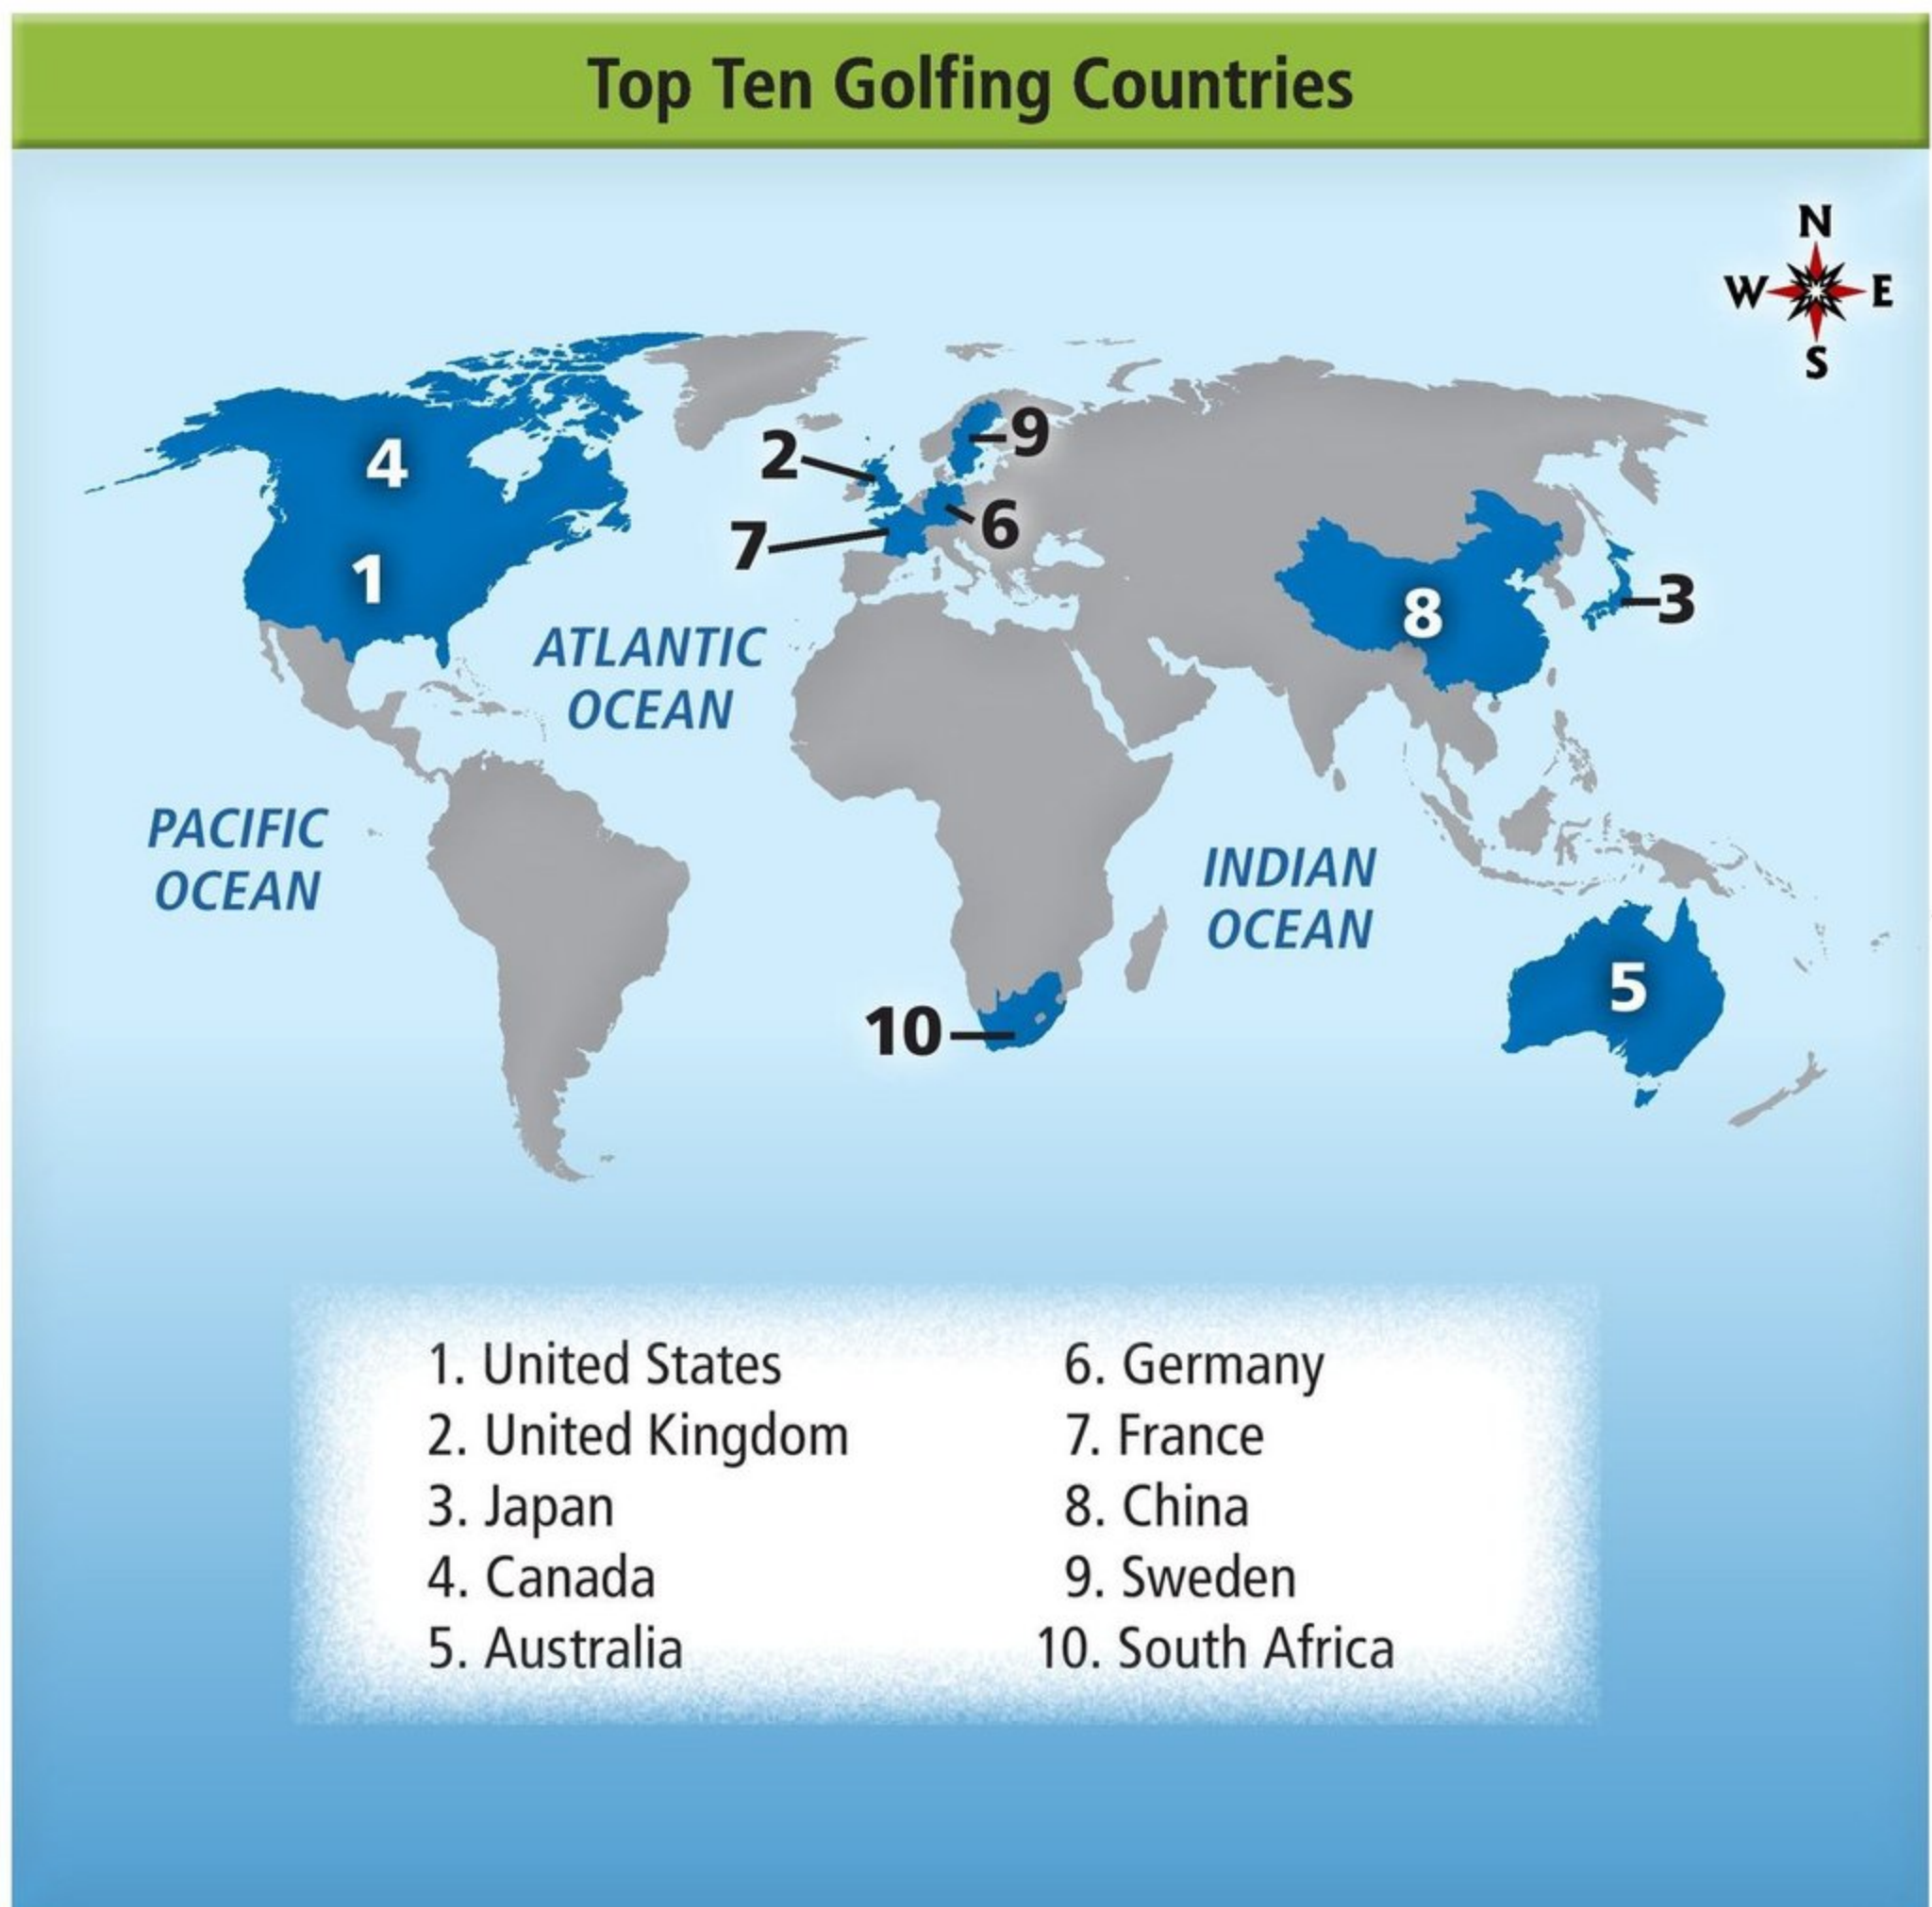 Top Ten Golfing Countries
N
W E
S
4
2
9
7
6
1
8
3
ATLANTIC
OCEAN
PACIFIC
OCEAN
INDIAN
OCEAN
5
10
1. United States
2. United Kingdom
3. Japan
4. Canada
5. Australia
6. Germany
7. France
8. China
9. Sweden
10. South Africa